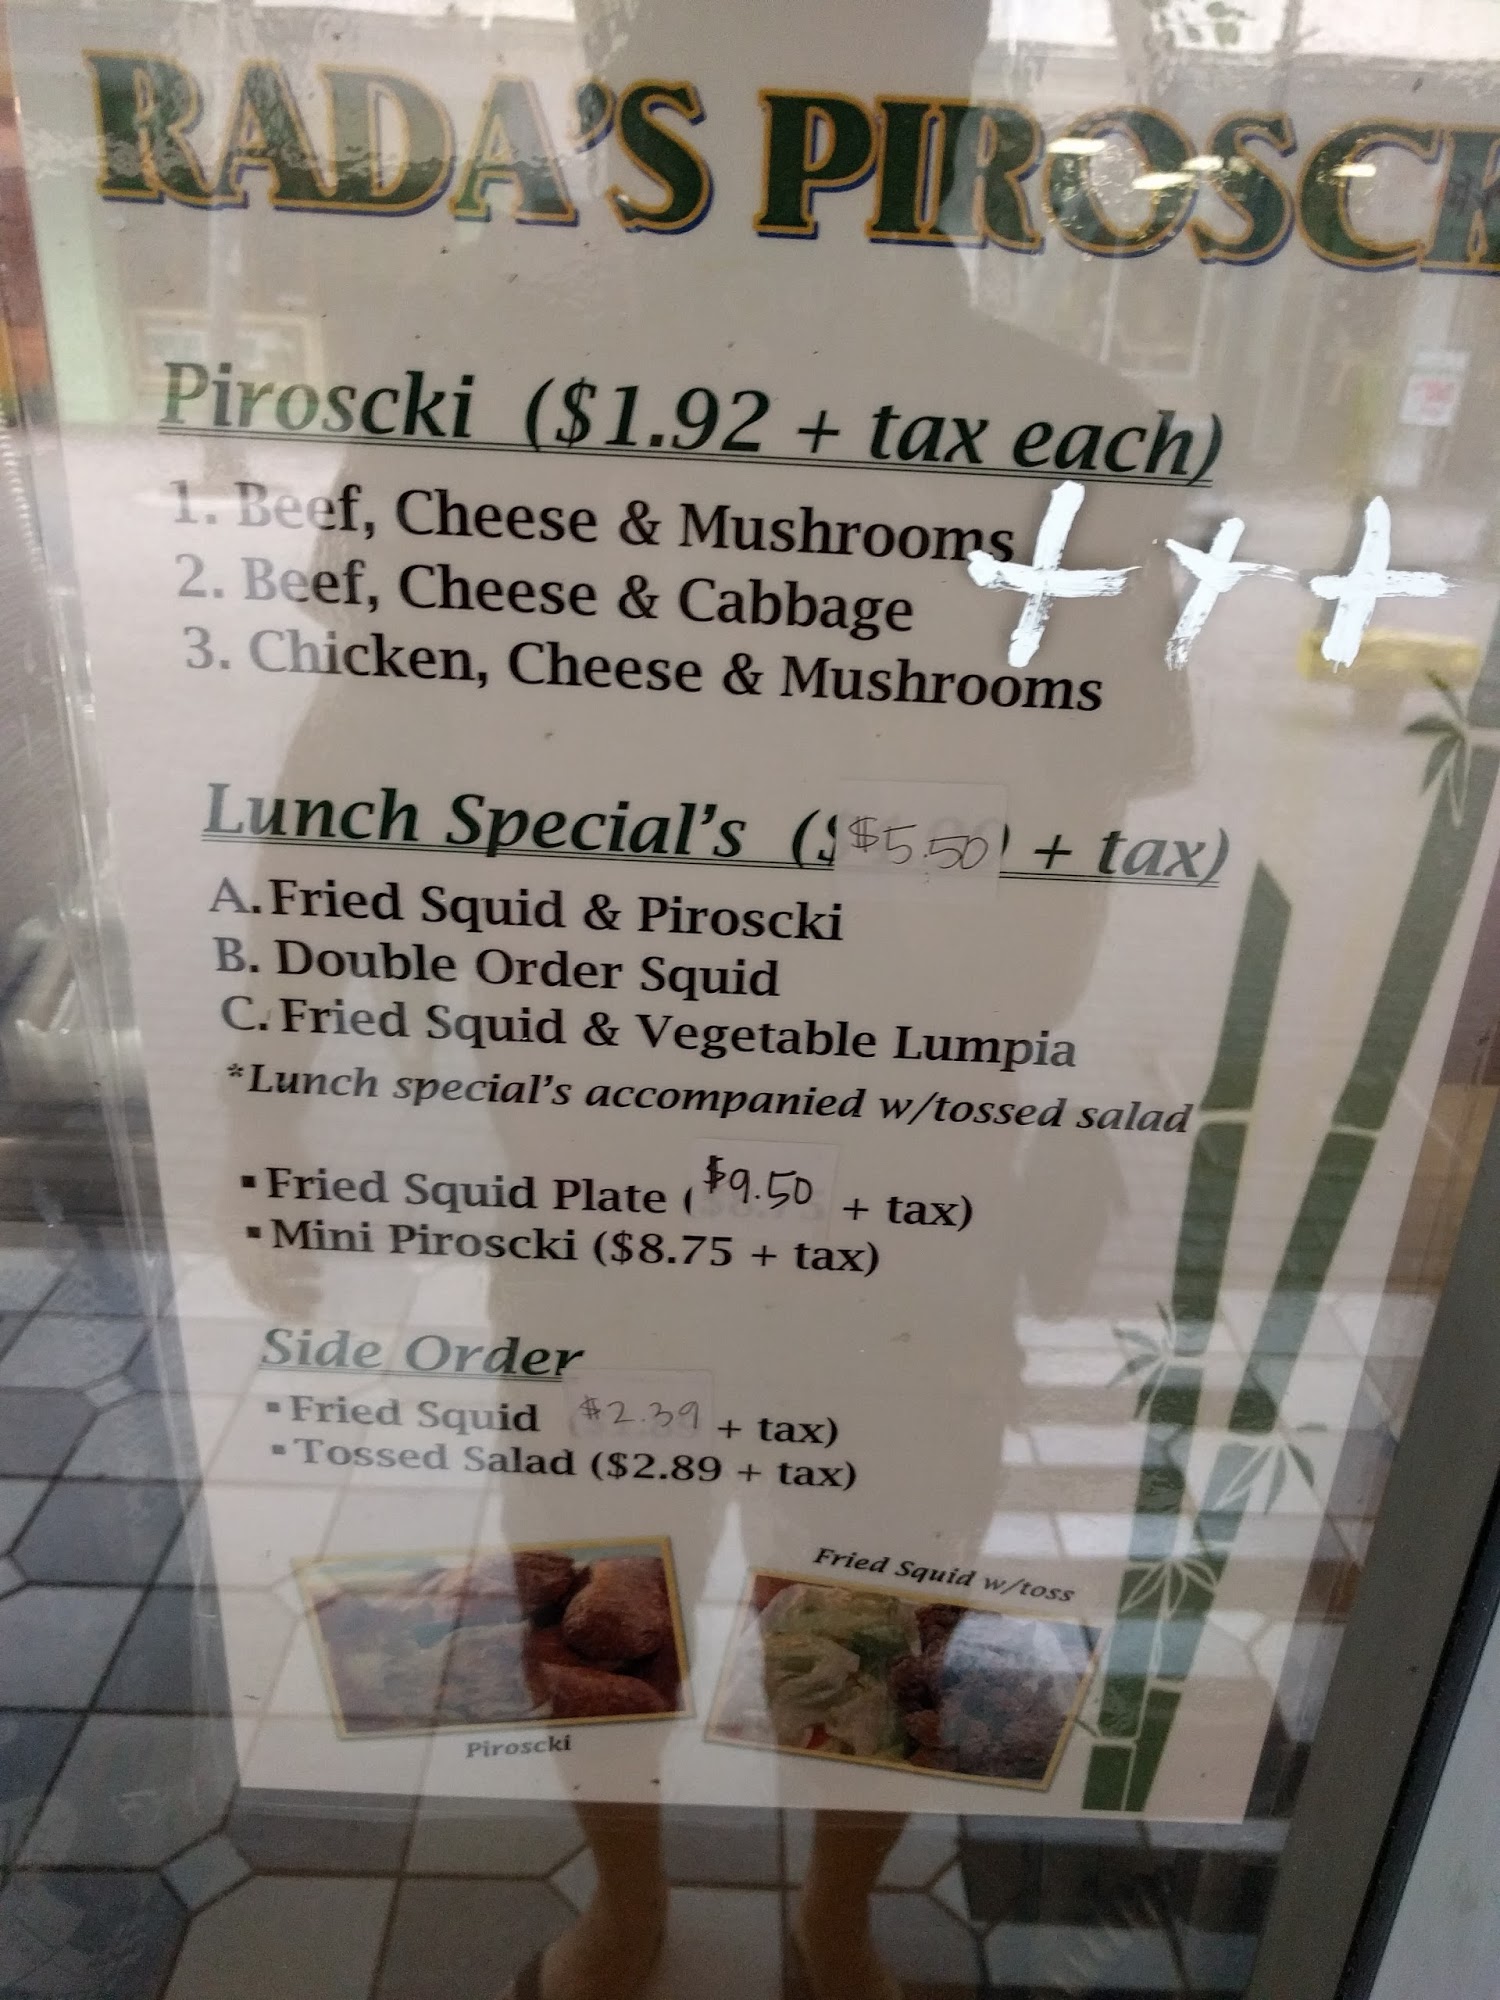 RADA'S PIROSCK
Piroscki ($1.92 + tax each)
1. Beef, Cheese & Mushrooms
2. Beef, Cheese & Cabbage
3. Chicken, Cheese & Mushrooms
+ + +
Lunch Special's ($5.50 + tax)
A. Fried Squid & Piroscki
B. Double Order Squid
C. Fried Squid & Vegetable Lumpia
*Lunch special's accompanied w/tossed salad
▪ Fried Squid Plate ($9.50 + tax)
▪ Mini Piroscki ($8.75 + tax)
Side Order
▪ Fried Squid $2.39 + tax)
▪ Tossed Salad ($2.89 + tax)
Fried Squid w/toss
Piroscki